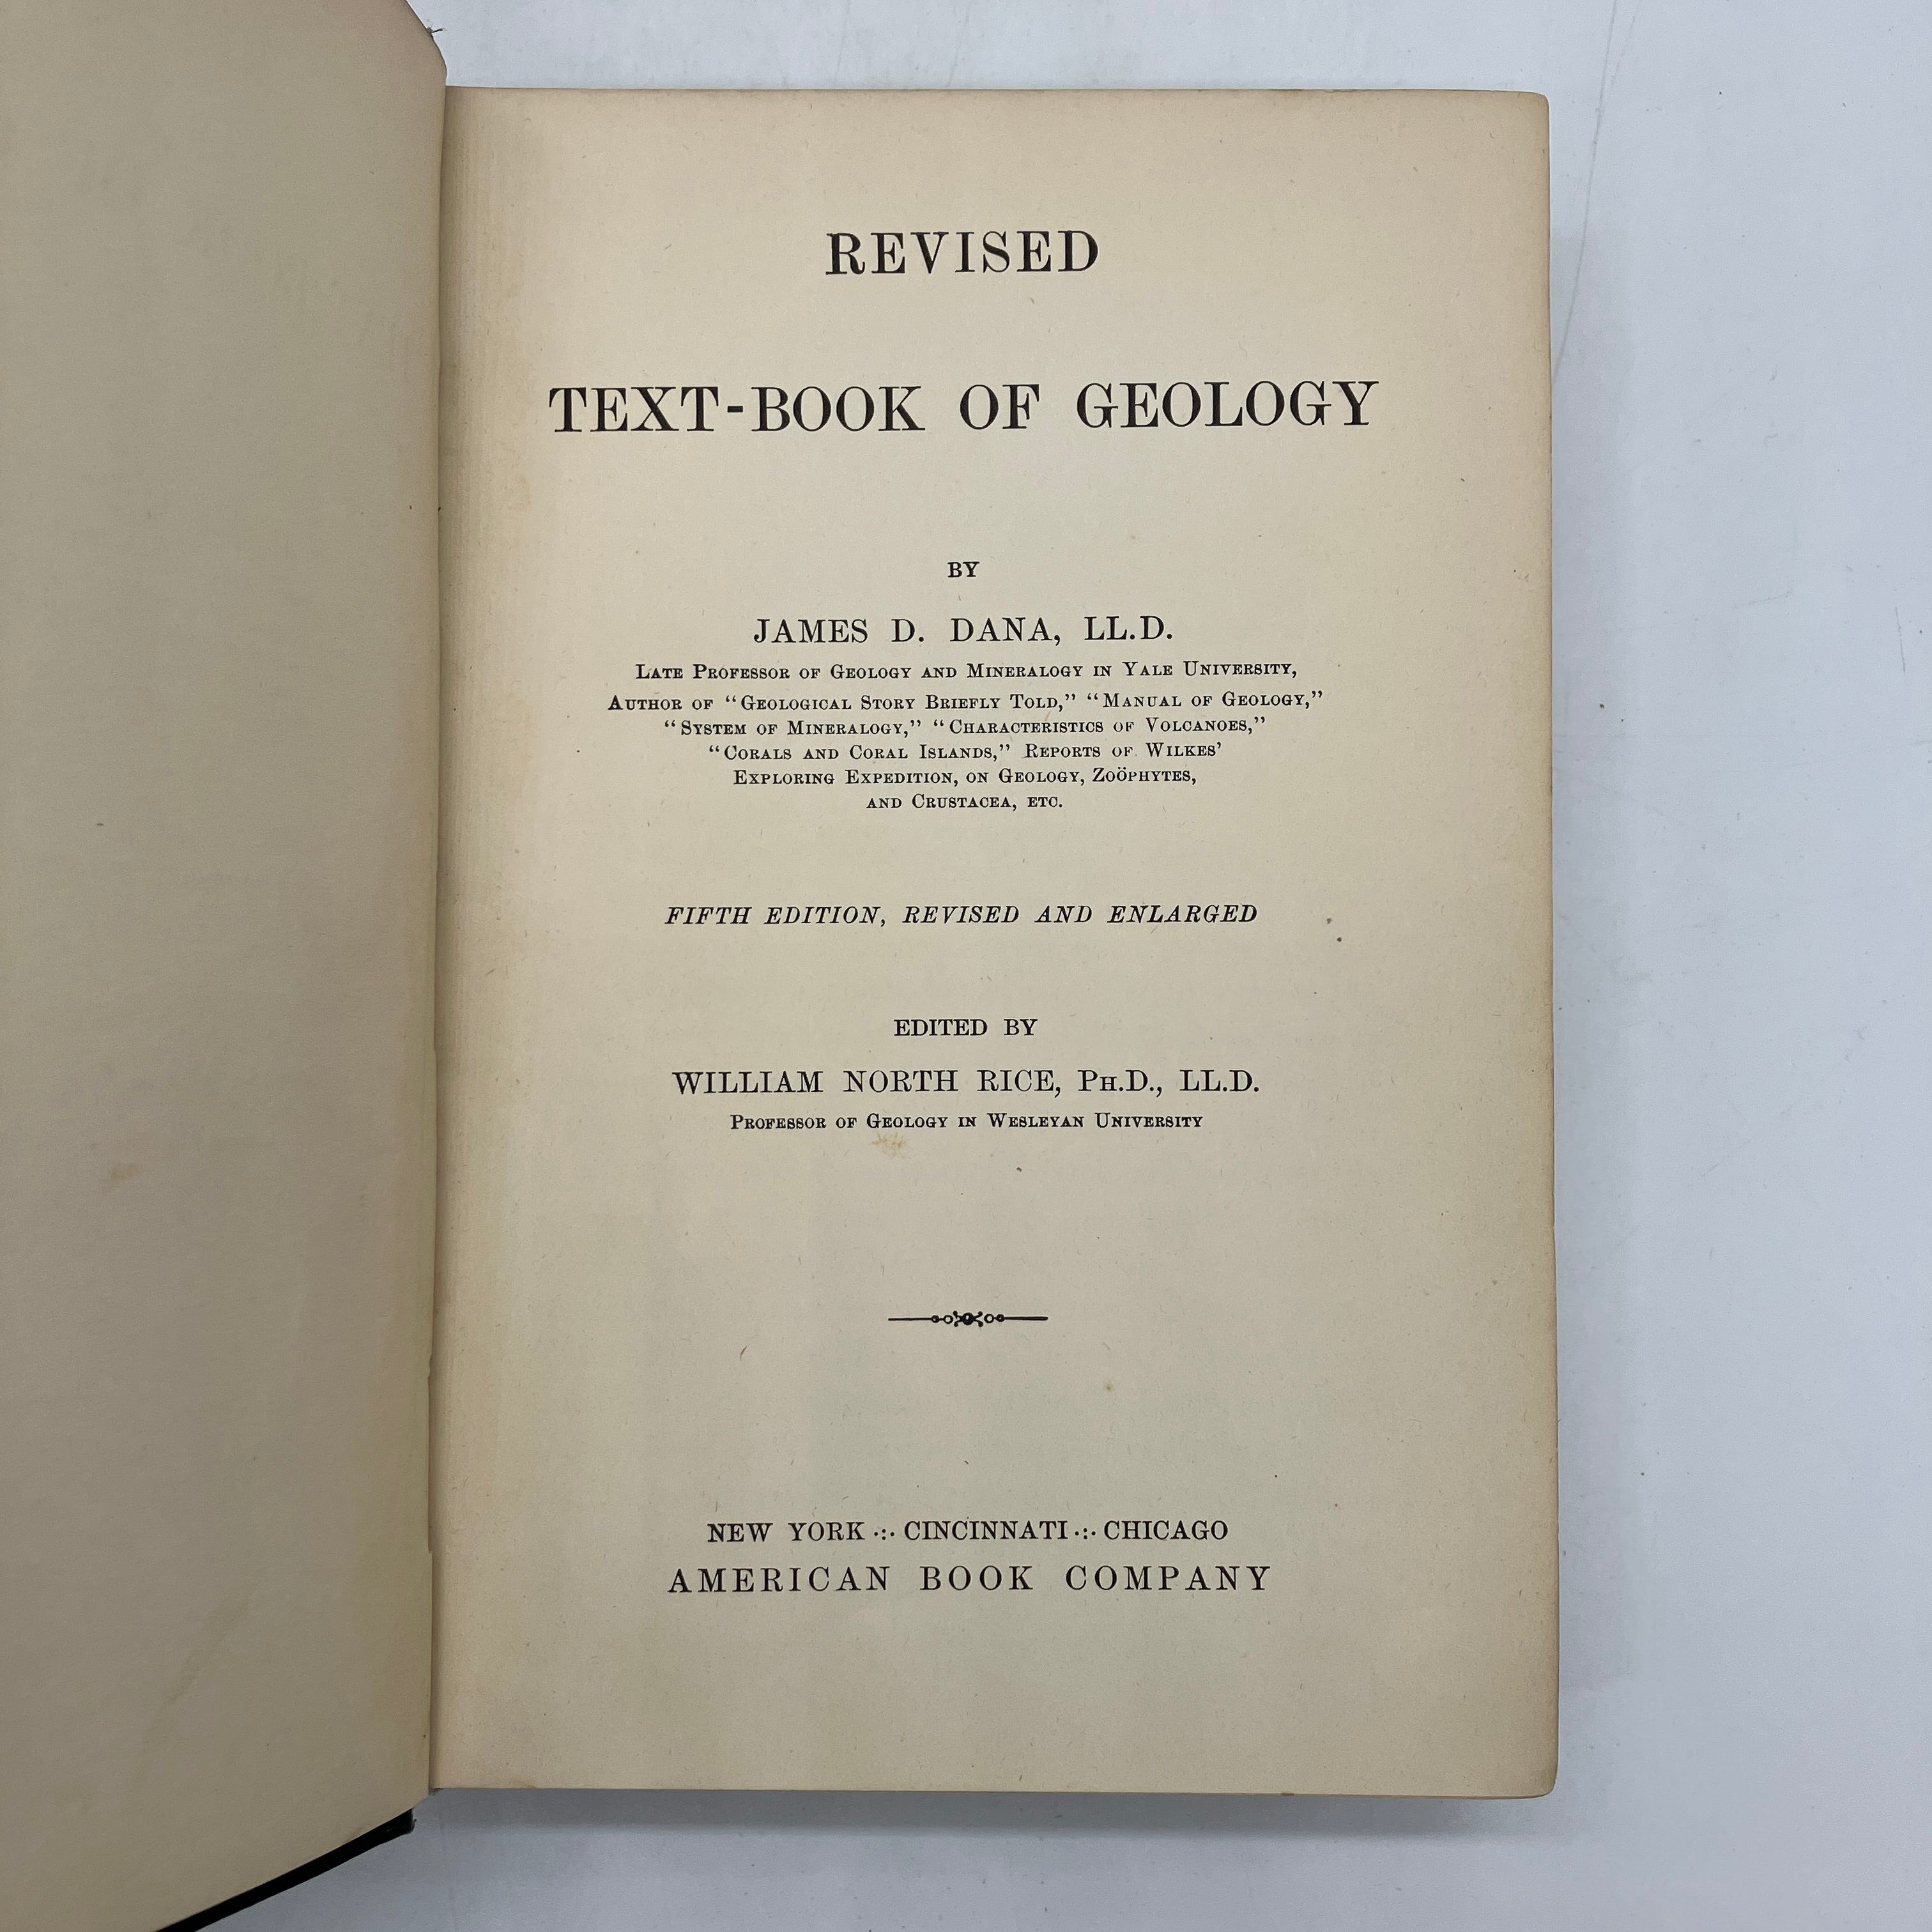 REVISED
TEXT-BOOK OF GEOLOGY
BY
JAMES D. DANA, LL.D.
LATE PROFESSOR OF GEOLOGY AND MINERALOGY IN YALE UNIVERSITY,
AUTHOR OF "GEOLOGICAL STORY BRIEFLY TOLD," "MANUAL OF GEOLOGY,"
"SYSTEM OF MINERALOGY," "CHARACTERISTICS OF VOLCANOES,"
"CORALS AND CORAL ISLANDS," REPORTS OF WILKES'
EXPLORING EXPEDITION, ON GEOLOGY, ZOÖPHYTES,
AND CRUSTACEA, ETC.
FIFTH EDITION, REVISED AND ENLARGED
EDITED BY
WILLIAM NORTH RICE, PH.D., LL.D.
PROFESSOR OF GEOLOGY IN WESLEYAN UNIVERSITY
NEW YORK ·:· CINCINNATI ·:· CHICAGO
AMERICAN BOOK COMPANY